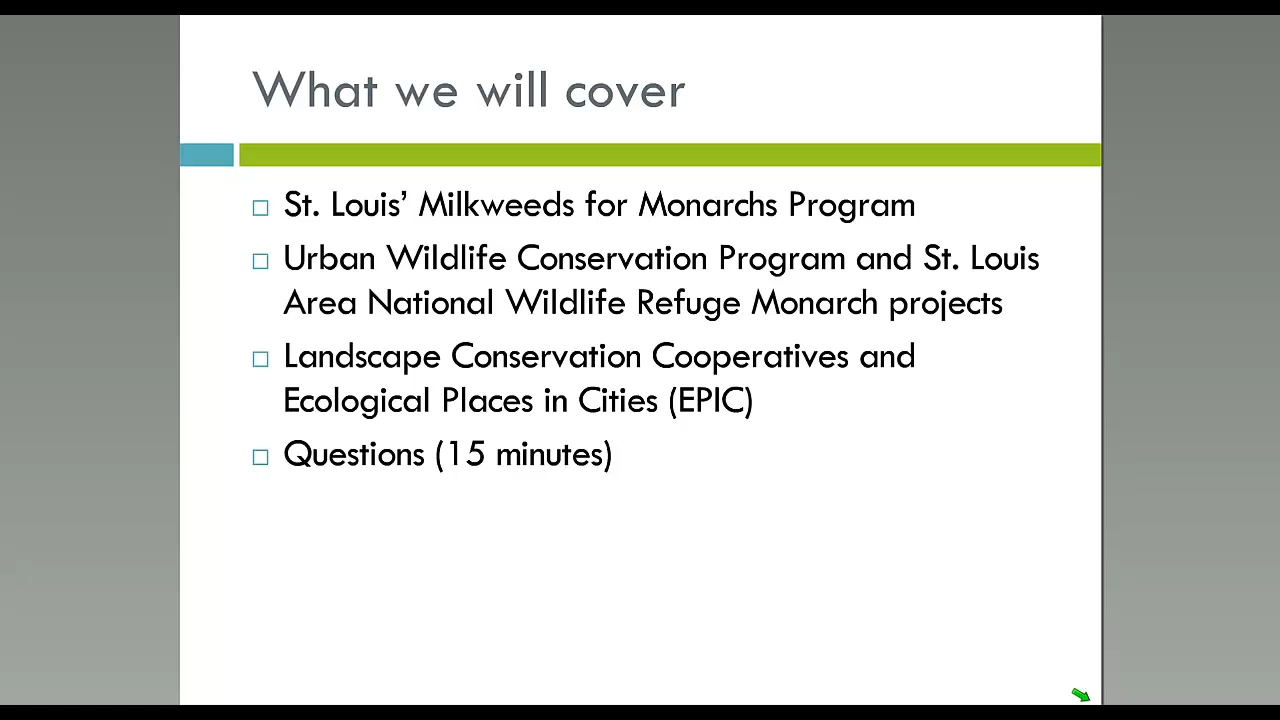 What we will cover
St. Louis’ Milkweeds for Monarchs Program
Urban Wildlife Conservation Program and St. Louis
Area National Wildlife Refuge Monarch projects
Landscape Conservation Cooperatives and
Ecological Places in Cities (EPIC)
Questions (15 minutes)